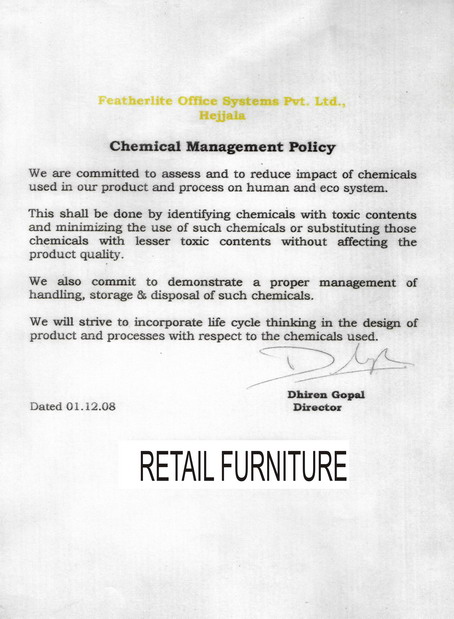 Featherlite Office Systems Pvt. Ltd.,
Hejjala
Chemical Management Policy
We are committed to assess and to reduce impact of chemicals
used in our product and process on human and eco system.
This shall be done by identifying chemicals with toxic contents
and minimizing the use of such chemicals or substituting those
chemicals with lesser toxic contents without affecting the
product quality.
We also commit to demonstrate a proper management of
handling, storage & disposal of such chemicals.
We will strive to incorporate life cycle thinking in the design of
product and processes with respect to the chemicals used.
Dhiren Gopal
Dated 01.12.08 Director
RETAIL FURNITURE